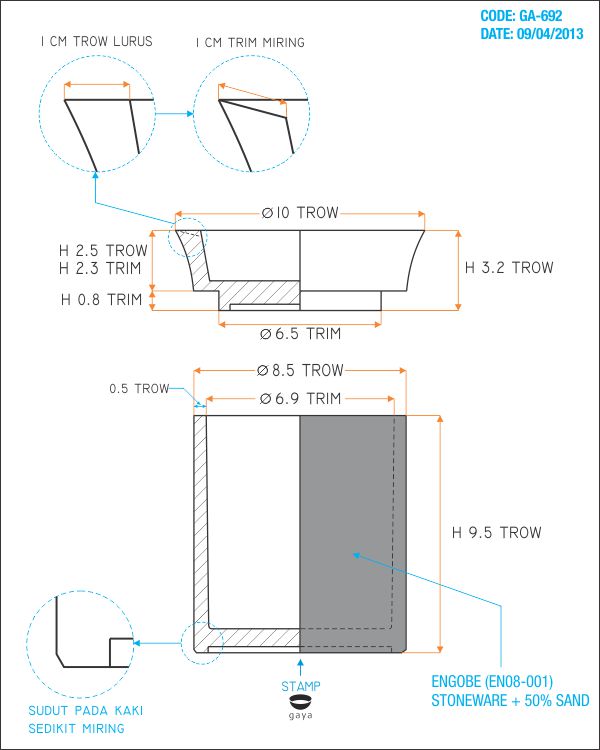 CODE: GA-692
DATE: 09/04/2013
1 CM TROW LURUS
1 CM TRIM MIRING
Ø10 TROW
H 2.5 TROW
H 2.3 TRIM
H 3.2 TROW
H 0.8 TRIM
Ø6.5 TRIM
Ø8.5 TROW
0.5 TROW
Ø6.9 TRIM
H 9.5 TROW
ENGOBE (EN08-001)
STONEWARE + 50% SAND
STAMP
gaya
SUDUT PADA KAKI
SEDIKIT MIRING